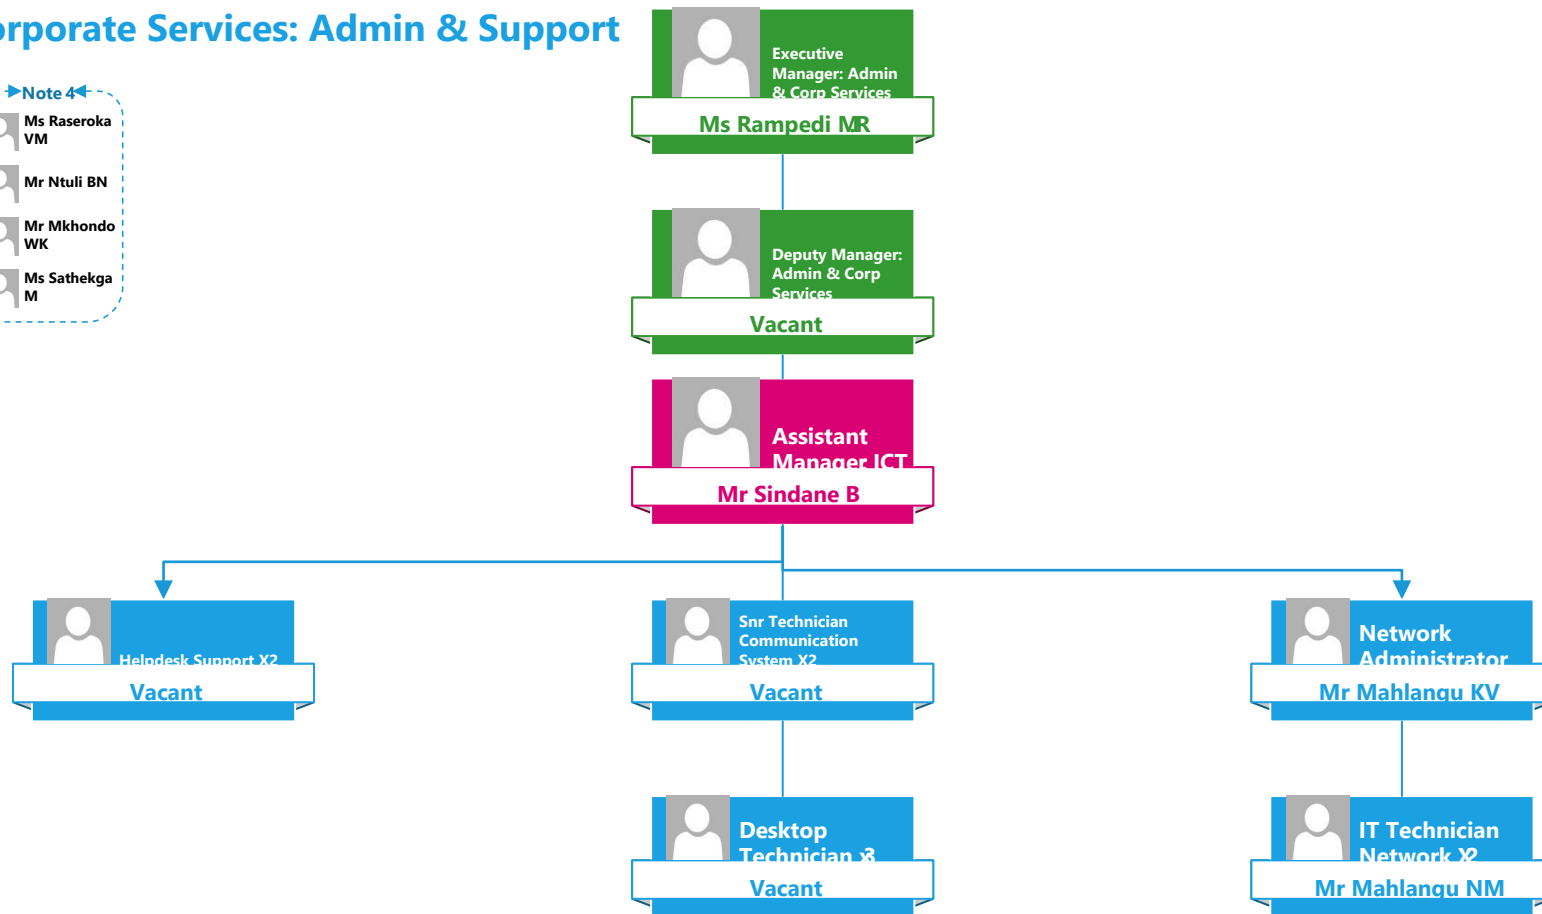 orporate Services: Admin & Support
Note 4
Ms Raseroka
VM
Mr Ntuli BN
Mr Mkhondo
WK
Ms Sathekga
M
Executive
Manager: Admin
& Corp Services
Ms Rampedi MR
Deputy Manager:
Admin & Corp
Services
Vacant
Assistant
Manager ICT
Mr Sindane B
Helpdesk Support X2
Vacant
Snr Technician
Communication
System X2
Vacant
Network
Administrator
Mr Mahlangu KV
Desktop
Technician x3
Vacant
IT Technician
Network X2
Mr Mahlangu NM